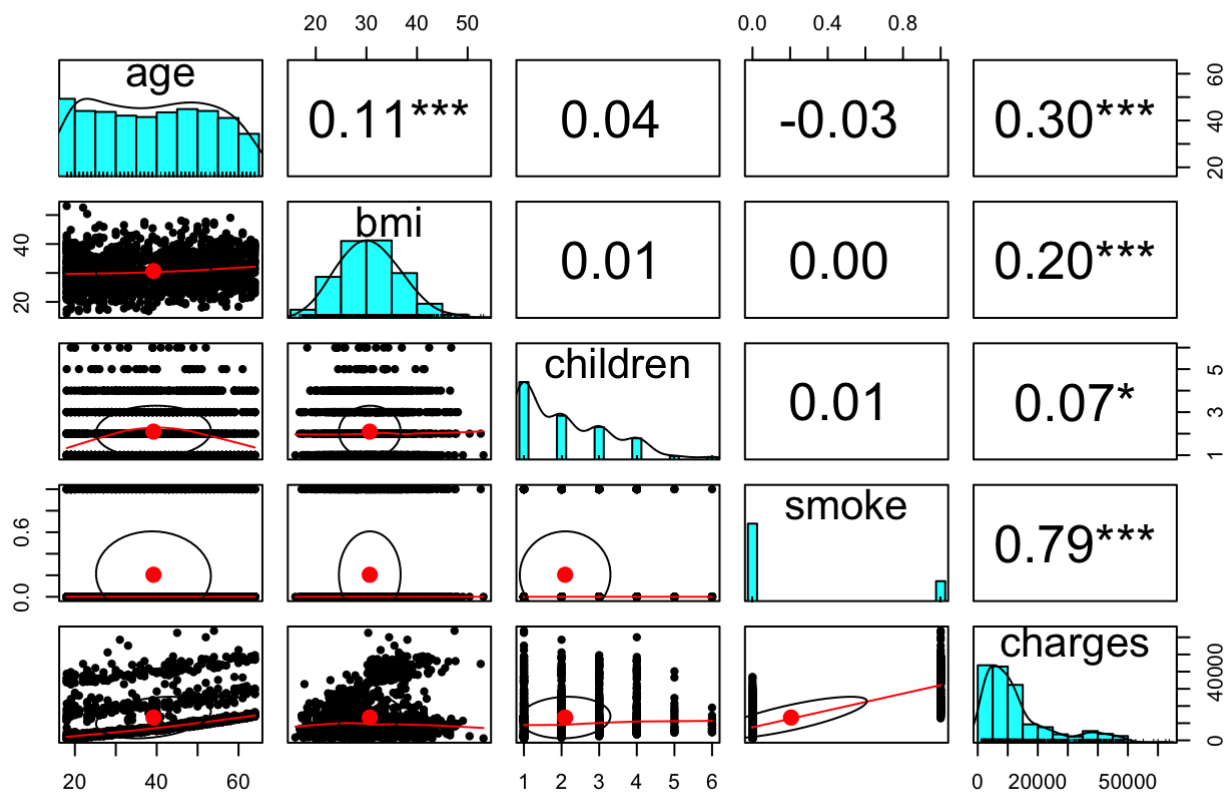 20 30 40 50 0.0 0.4 0.8
age 0.11*** 0.04 -0.03 0.30*** 20 40 60
20 40 bmi 0.01 0.00 0.20***
children 0.01 0.07* 1 3 5
0.0 0.6 smoke 0.79***
charges 0 40000
20 40 60 1 2 3 4 5 6 0 20000 50000